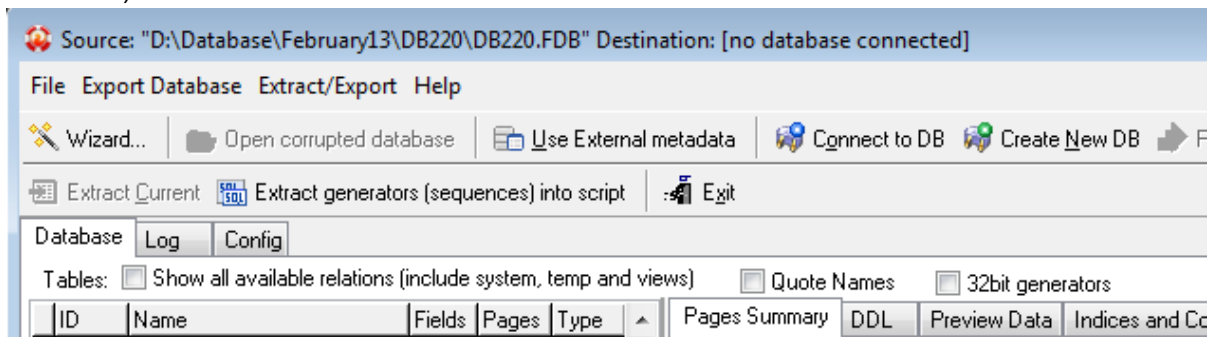 Source: "D:\Database\February13\DB220\DB220.FDB" Destination: [no database connected]
File Export Database Extract/Export Help
Wizard... Open corrupted database Use External metadata Connect to DB Create New DB
Extract Current Extract generators (sequences) into script Exit
Database Log Config
Tables: Show all available relations (include system, temp and views) Quote Names 32bit generators
ID Name Fields Pages Type Pages Summary DDL Preview Data Indices and